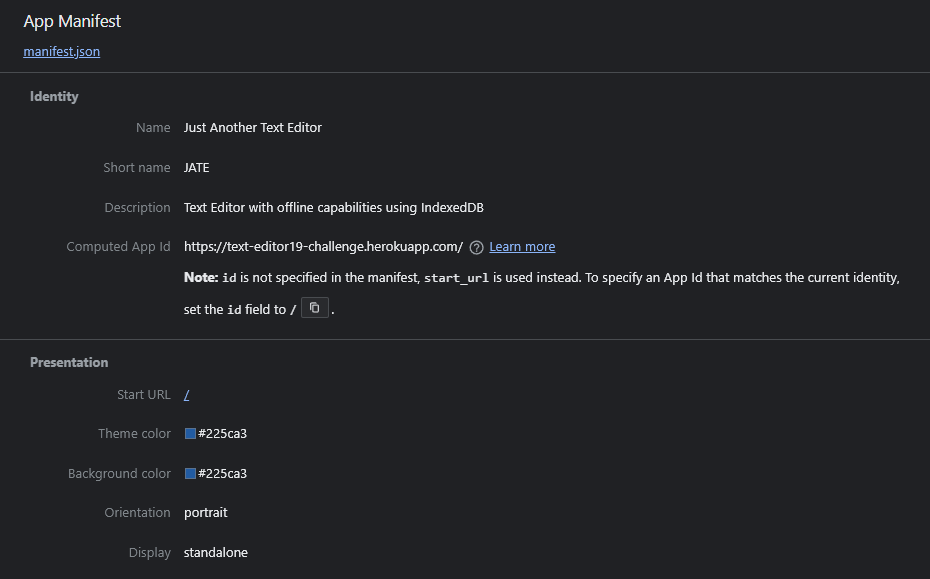 App Manifest
manifest.json
Identity
Name Just Another Text Editor
Short name JATE
Description Text Editor with offline capabilities using IndexedDB
Computed App Id https://text-editor19-challenge.herokuapp.com/ ? Learn more
Note: id is not specified in the manifest, start_url is used instead. To specify an App Id that matches the current identity,
set the id field to / .
Presentation
Start URL /
Theme color #225ca3
Background color #225ca3
Orientation portrait
Display standalone